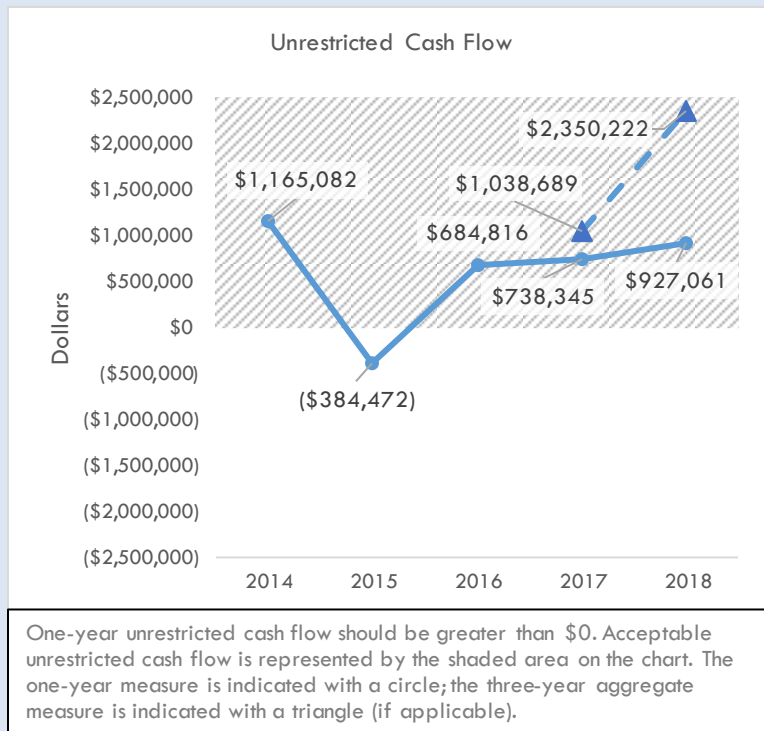 Unrestricted Cash Flow
$2,500,000
$2,000,000
$1,500,000
$1,000,000
$500,000
$0
($500,000)
($1,000,000)
($1,500,000)
($2,000,000)
($2,500,000)
Dollars
$2,350,222
$1,165,082
$1,038,689
$684,816
$738,345
$927,061
($384,472)
2014 2015 2016 2017 2018
One-year unrestricted cash flow should be greater than $0. Acceptable
unrestricted cash flow is represented by the shaded area on the chart. The
one-year measure is indicated with a circle; the three-year aggregate
measure is indicated with a triangle (if applicable).